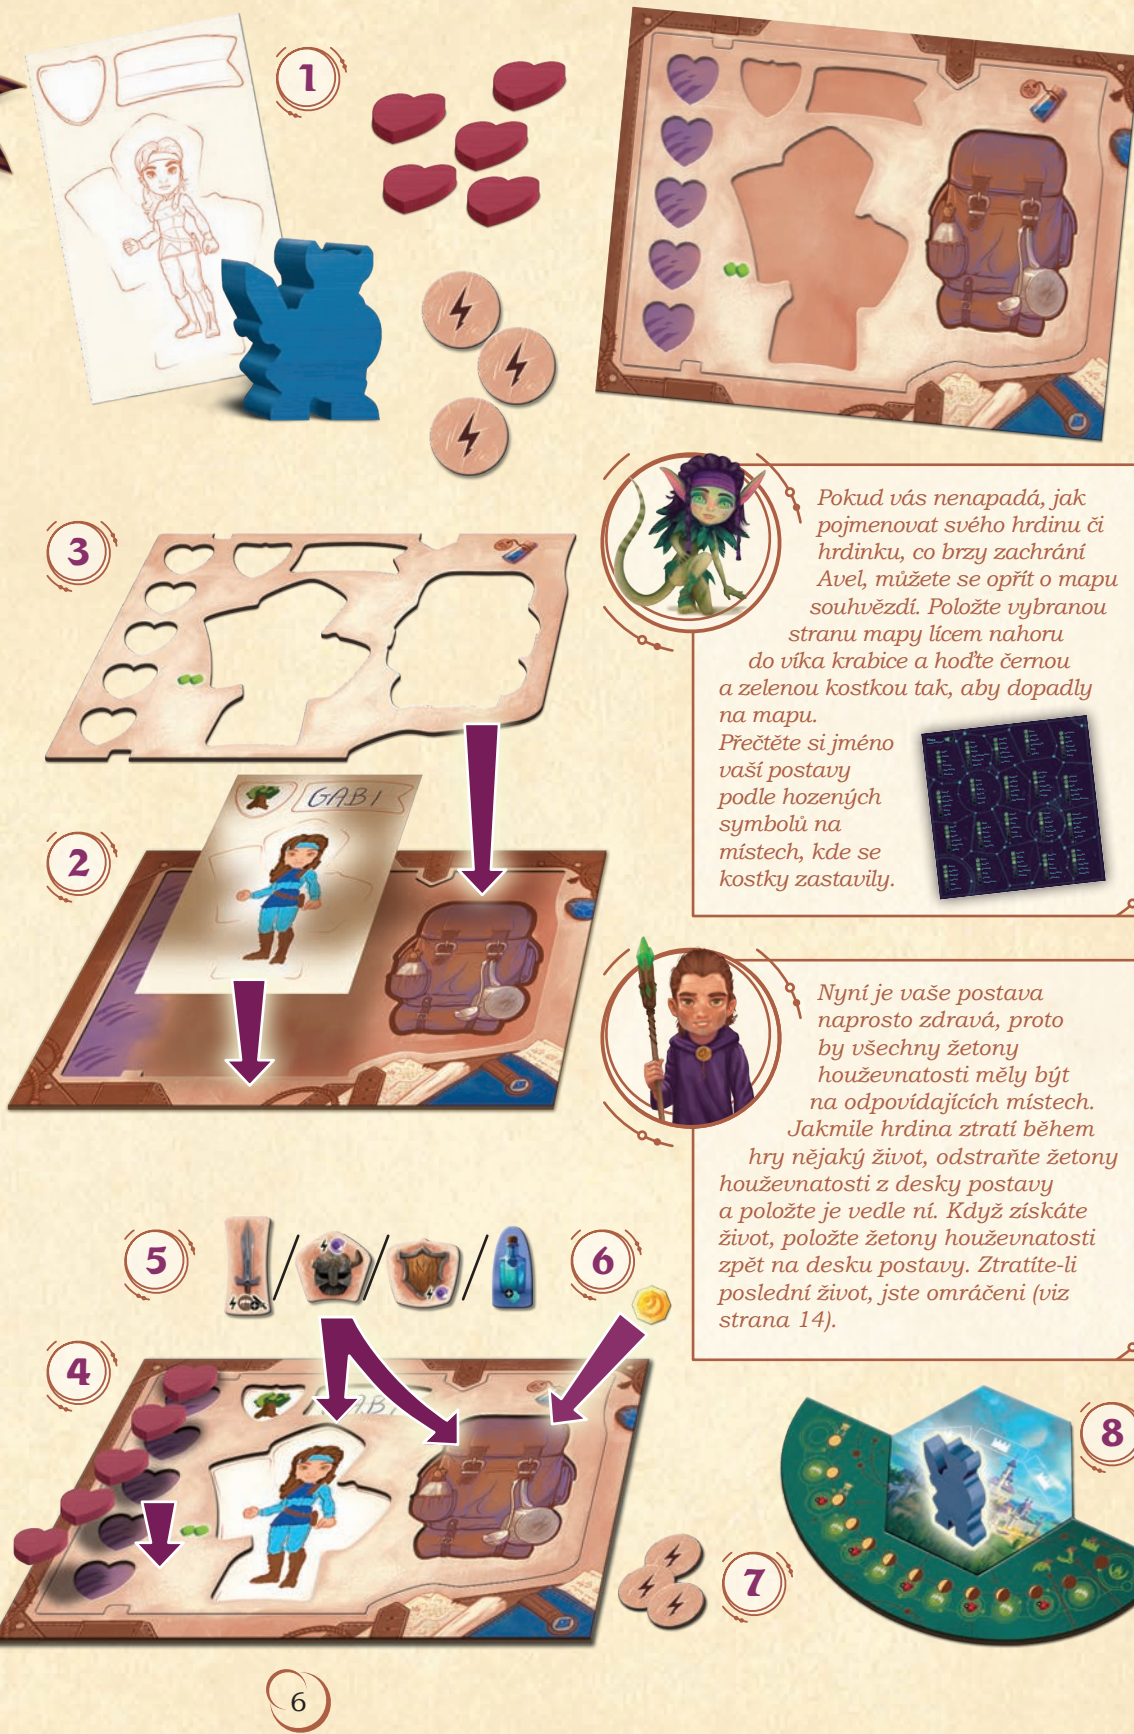 1
3
Pokud vás nenapadá, jak
pojmenovat svého hrdinu či
hrdinku, co brzy zachrání
Avel, můžete se opřít o mapu
souhvězdí. Položte vybranou
stranu mapy lícem nahoru
do víka krabice a hoďte černou
a zelenou kostkou tak, aby dopadly
na mapu.
Přečtěte si jméno
vaší postavy
podle hozených
symbolů na
místech, kde se
kostky zastavily.
GABI
2
Nyní je vaše postava
naprosto zdravá, proto
by všechny žetony
houževnatosti měly být
na odpovídajících místech.
Jakmile hrdina ztratí během
hry nějaký život, odstraňte žetony
houževnatosti z desky postavy
a položte je vedle ní. Když získáte
život, položte žetony houževnatosti
zpět na desku postavy. Ztratíte-li
poslední život, jste omráčeni (viz
strana 14).
5
6
4
8
7
6